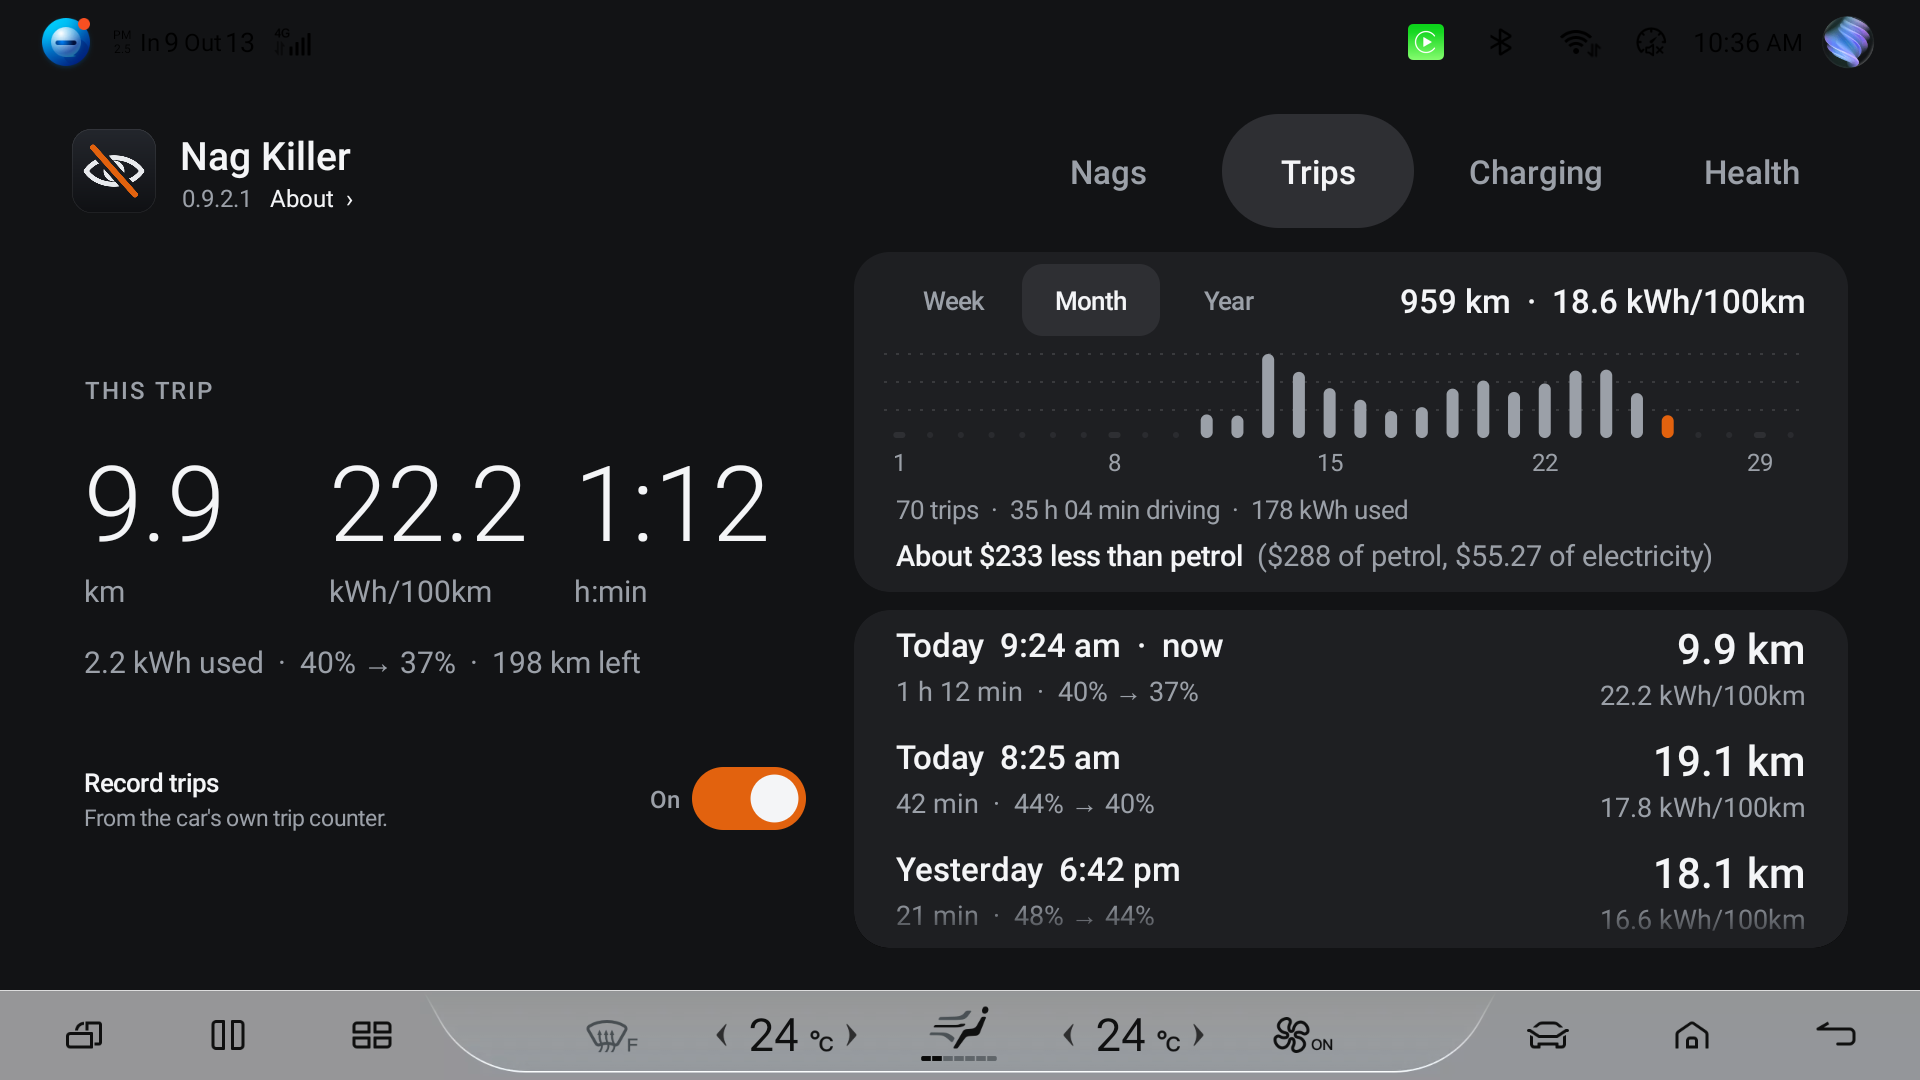 PM 2.5 In 9 Out 13 4G
10:36 AM
Nag Killer
0.9.2.1 About ›
Nags Trips Charging Health
THIS TRIP
9.9 22.2 1:12
km kWh/100km h:min
2.2 kWh used · 40% → 37% · 198 km left
Record trips
From the car's own trip counter.
On
Week Month Year 959 km · 18.6 kWh/100km
1 8 15 22 29
70 trips · 35 h 04 min driving · 178 kWh used
About $233 less than petrol ($288 of petrol, $55.27 of electricity)
Today 9:24 am · now 9.9 km
1 h 12 min · 40% → 37% 22.2 kWh/100km
Today 8:25 am 19.1 km
42 min · 44% → 40% 17.8 kWh/100km
Yesterday 6:42 pm 18.1 km
21 min · 48% → 44% 16.6 kWh/100km
F 24 °C 24 °C ON